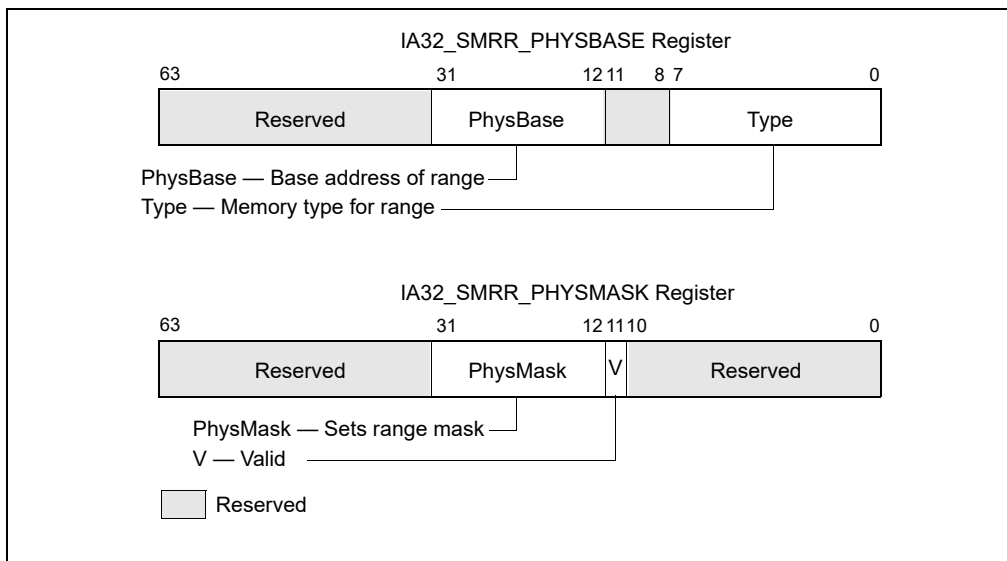 IA32_SMRR_PHYSBASE Register
63 31 12 11 8 7 0
Reserved PhysBase Type
PhysBase — Base address of range
Type — Memory type for range
IA32_SMRR_PHYSMASK Register
63 31 12 11 10 0
Reserved PhysMask V Reserved
PhysMask — Sets range mask
V — Valid
Reserved